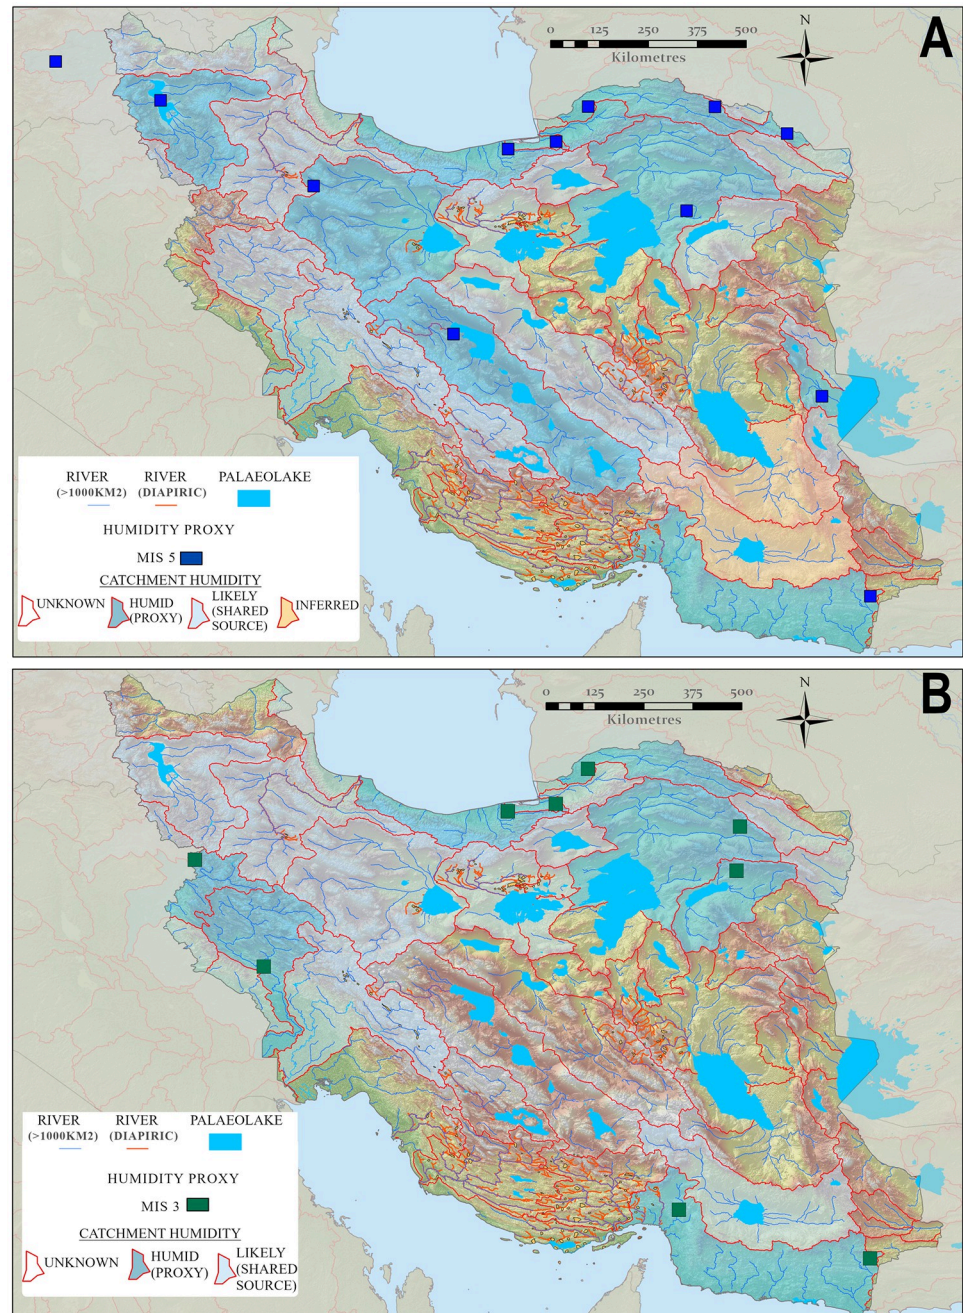 A
N
0 125 250 375 500
Kilometres
RIVER
(>1000KM2)
RIVER
(DIAPIRIC)
PALAEOLAKE
HUMIDITY PROXY
MIS 5
CATCHMENT HUMIDITY
UNKNOWN
HUMID
(PROXY)
LIKELY
(SHARED
SOURCE)
INFERRED
B
N
0 125 250 375 500
Kilometres
RIVER
(>1000KM2)
RIVER
(DIAPIRIC)
PALAEOLAKE
HUMIDITY PROXY
MIS 3
CATCHMENT HUMIDITY
UNKNOWN
HUMID
(PROXY)
LIKELY
(SHARED
SOURCE)